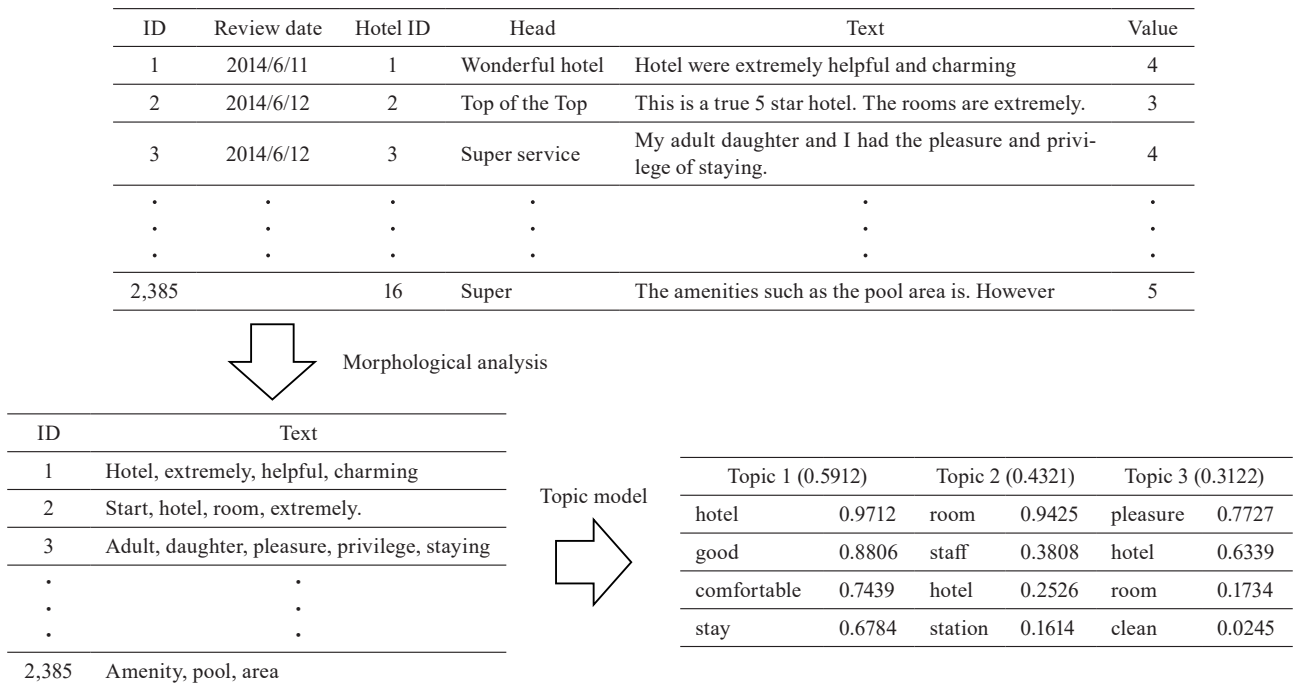 ID Review date Hotel ID Head Text Value
1 2014/6/11 1 Wonderful hotel Hotel were extremely helpful and charming 4
2 2014/6/12 2 Top of the Top This is a true 5 star hotel. The rooms are extremely. 3
3 2014/6/12 3 Super service My adult daughter and I had the pleasure and privi-
lege of staying. 4
2,385 16 Super The amenities such as the pool area is. However 5
Morphological analysis
ID Text
1 Hotel, extremely, helpful, charming
2 Start, hotel, room, extremely.
3 Adult, daughter, pleasure, privilege, staying
2,385 Amenity, pool, area
Topic model
Topic 1 (0.5912) Topic 2 (0.4321) Topic 3 (0.3122)
hotel 0.9712 room 0.9425 pleasure 0.7727
good 0.8806 staff 0.3808 hotel 0.6339
comfortable 0.7439 hotel 0.2526 room 0.1734
stay 0.6784 station 0.1614 clean 0.0245